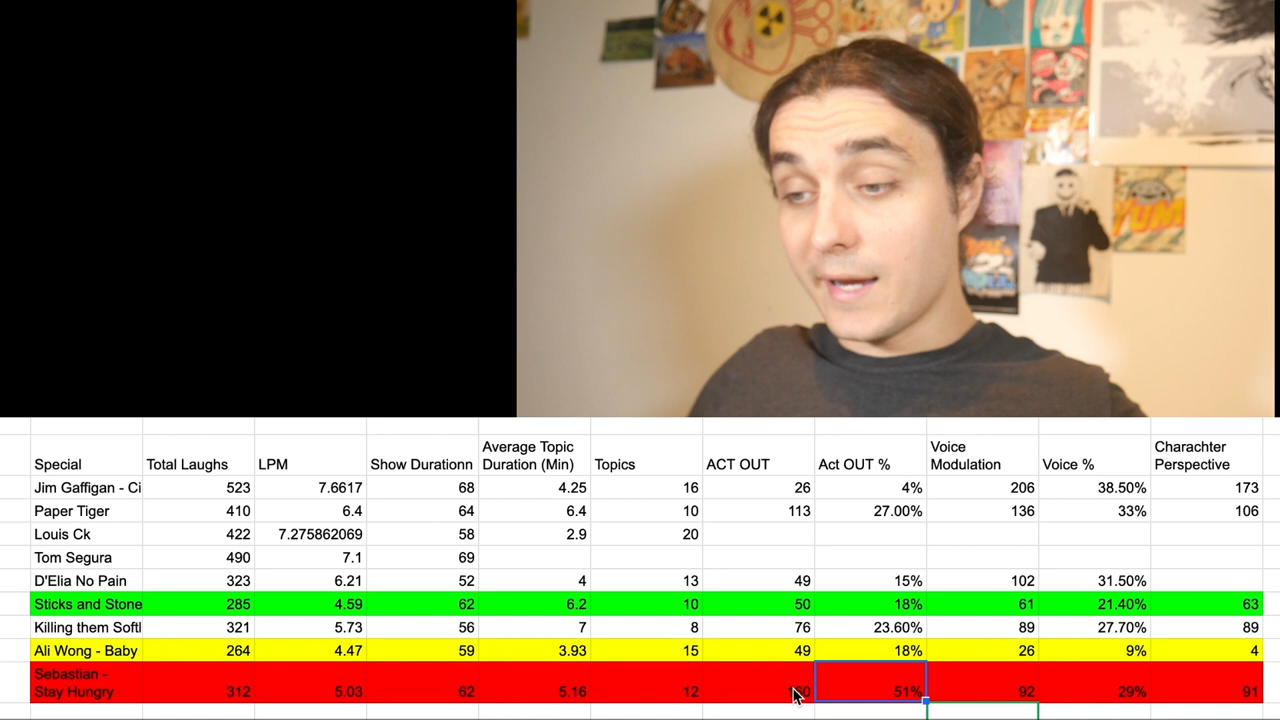 YUM!
Average Topic Voice Charachter
Special Total Laughs LPM Show Durationn Duration (Min) Topics ACT OUT Act OUT % Modulation Voice % Perspective
Jim Gaffigan - Ci 523 7.6617 68 4.25 16 26 4% 206 38.50% 173
Paper Tiger 410 6.4 64 6.4 10 113 27.00% 136 33% 106
Louis Ck 422 7.275862069 58 2.9 20
Tom Segura 490 7.1 69
D'Elia No Pain 323 6.21 52 4 13 49 15% 102 31.50%
Sticks and Stone 285 4.59 62 6.2 10 50 18% 61 21.40% 63
Killing them Softl 321 5.73 56 7 8 76 23.60% 89 27.70% 89
Ali Wong - Baby 264 4.47 59 3.93 15 49 18% 26 9% 4
Sebastian -
Stay Hungry 312 5.03 62 5.16 12 51% 92 29% 91